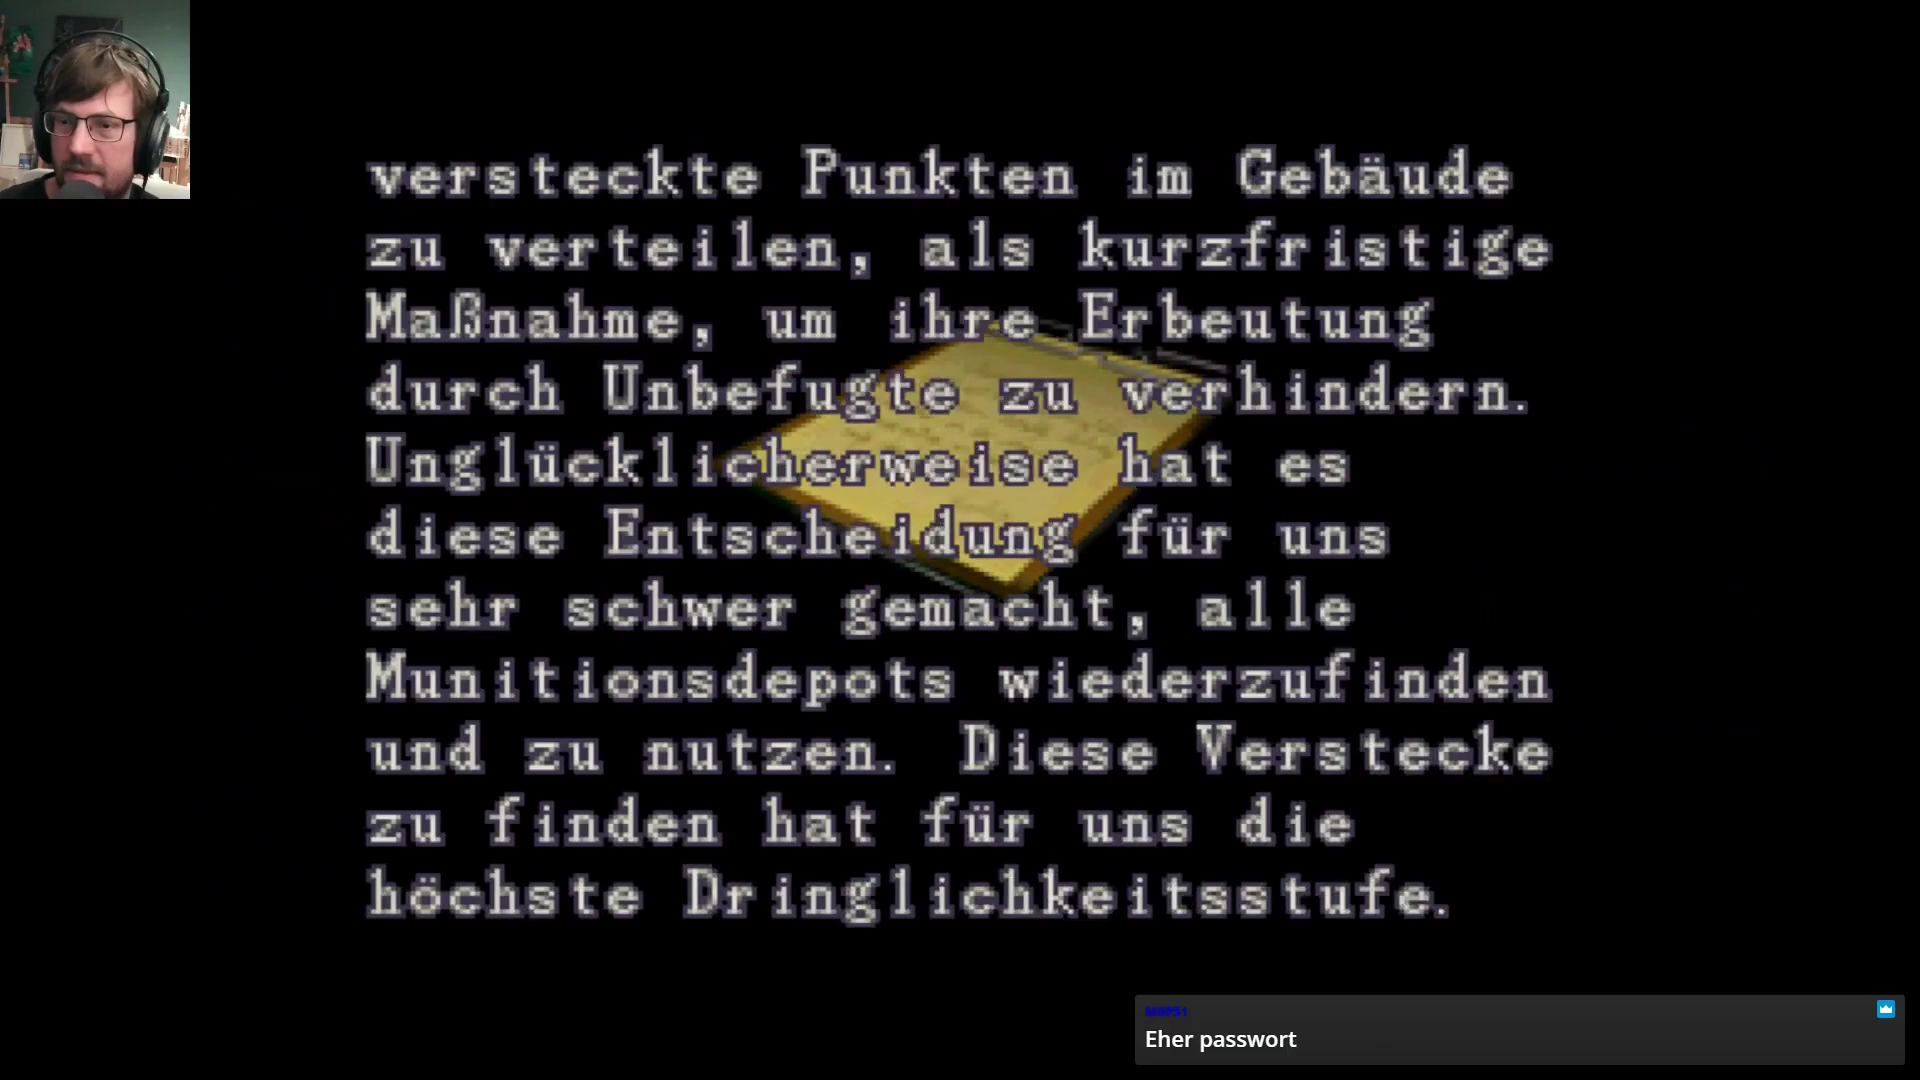 versteckte Punkten im Gebäude
zu verteilen, als kurzfristige
Maßnahme, um ihre Erbeutung
durch Unbefugte zu verhindern.
Unglücklicherweise hat es
diese Entscheidung für uns
sehr schwer gemacht, alle
Munitionsdepots wiederzufinden
und zu nutzen. Diese Verstecke
zu finden hat für uns die
höchste Dringlichkeitsstufe.
Eher passwort